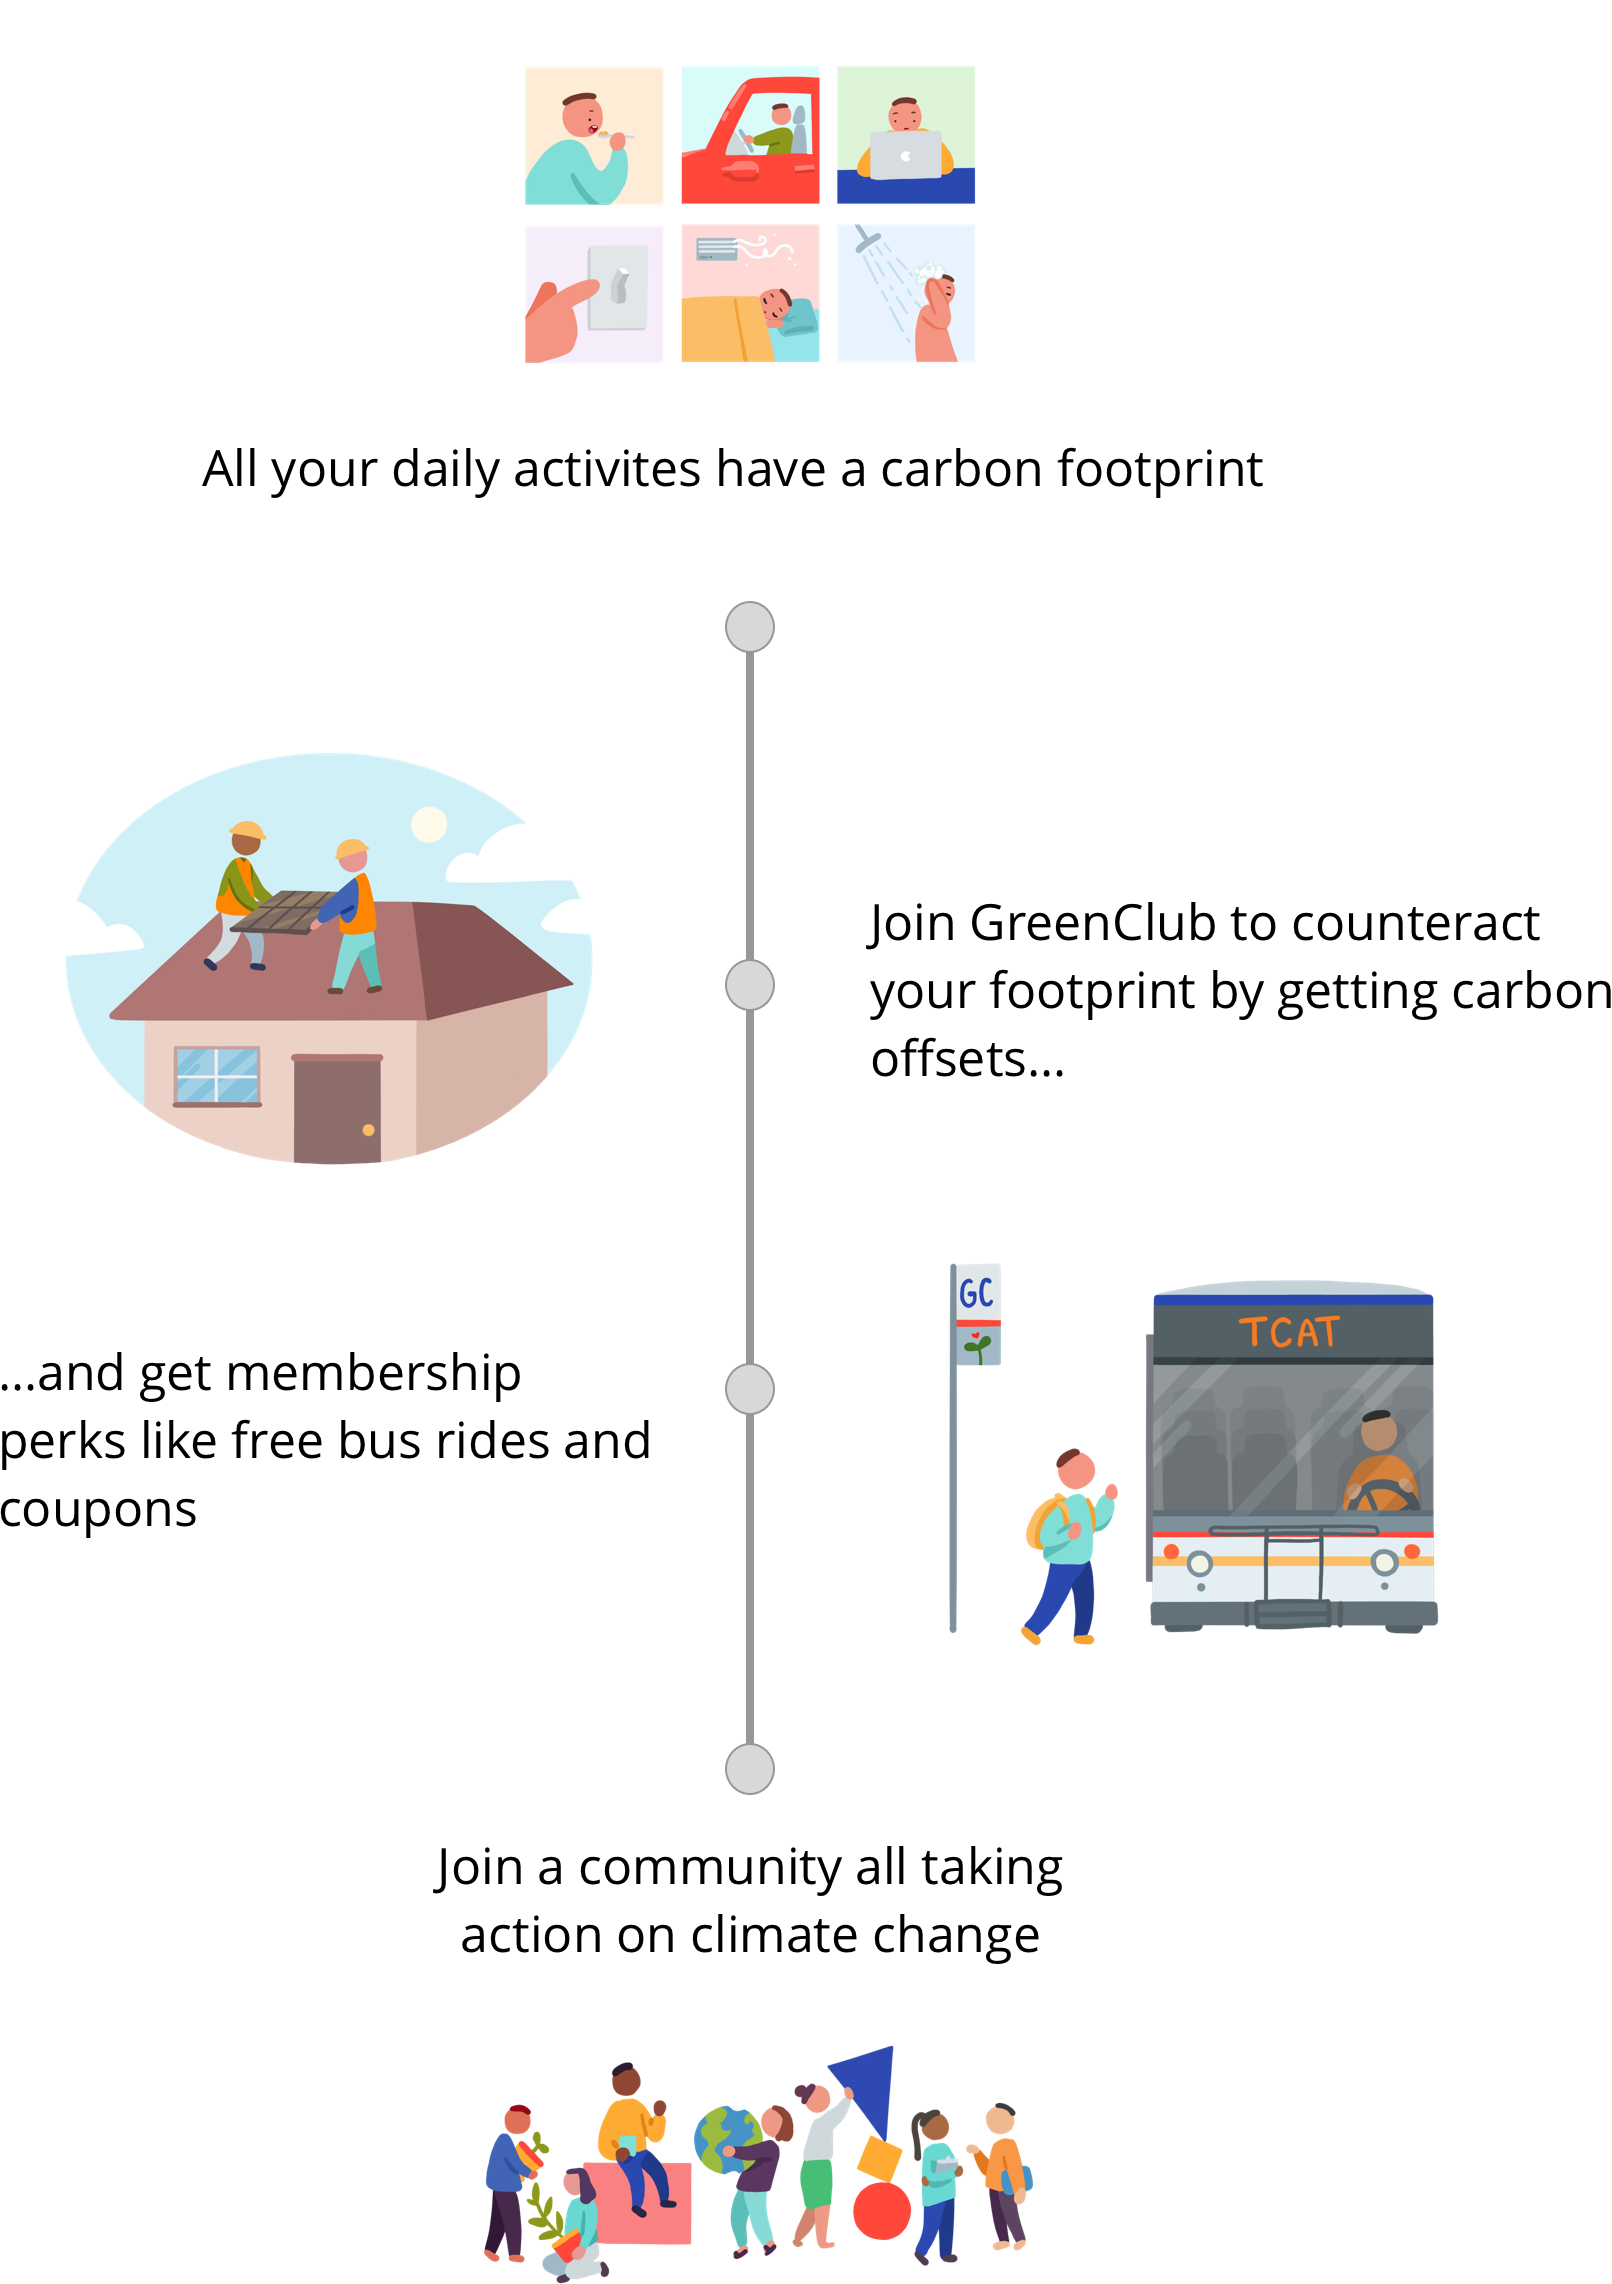 All your daily activites have a carbon footprint
Join GreenClub to counteract
your footprint by getting carbon
offsets...
GC
TCAT
...and get membership
perks like free bus rides and
coupons
Join a community all taking
action on climate change